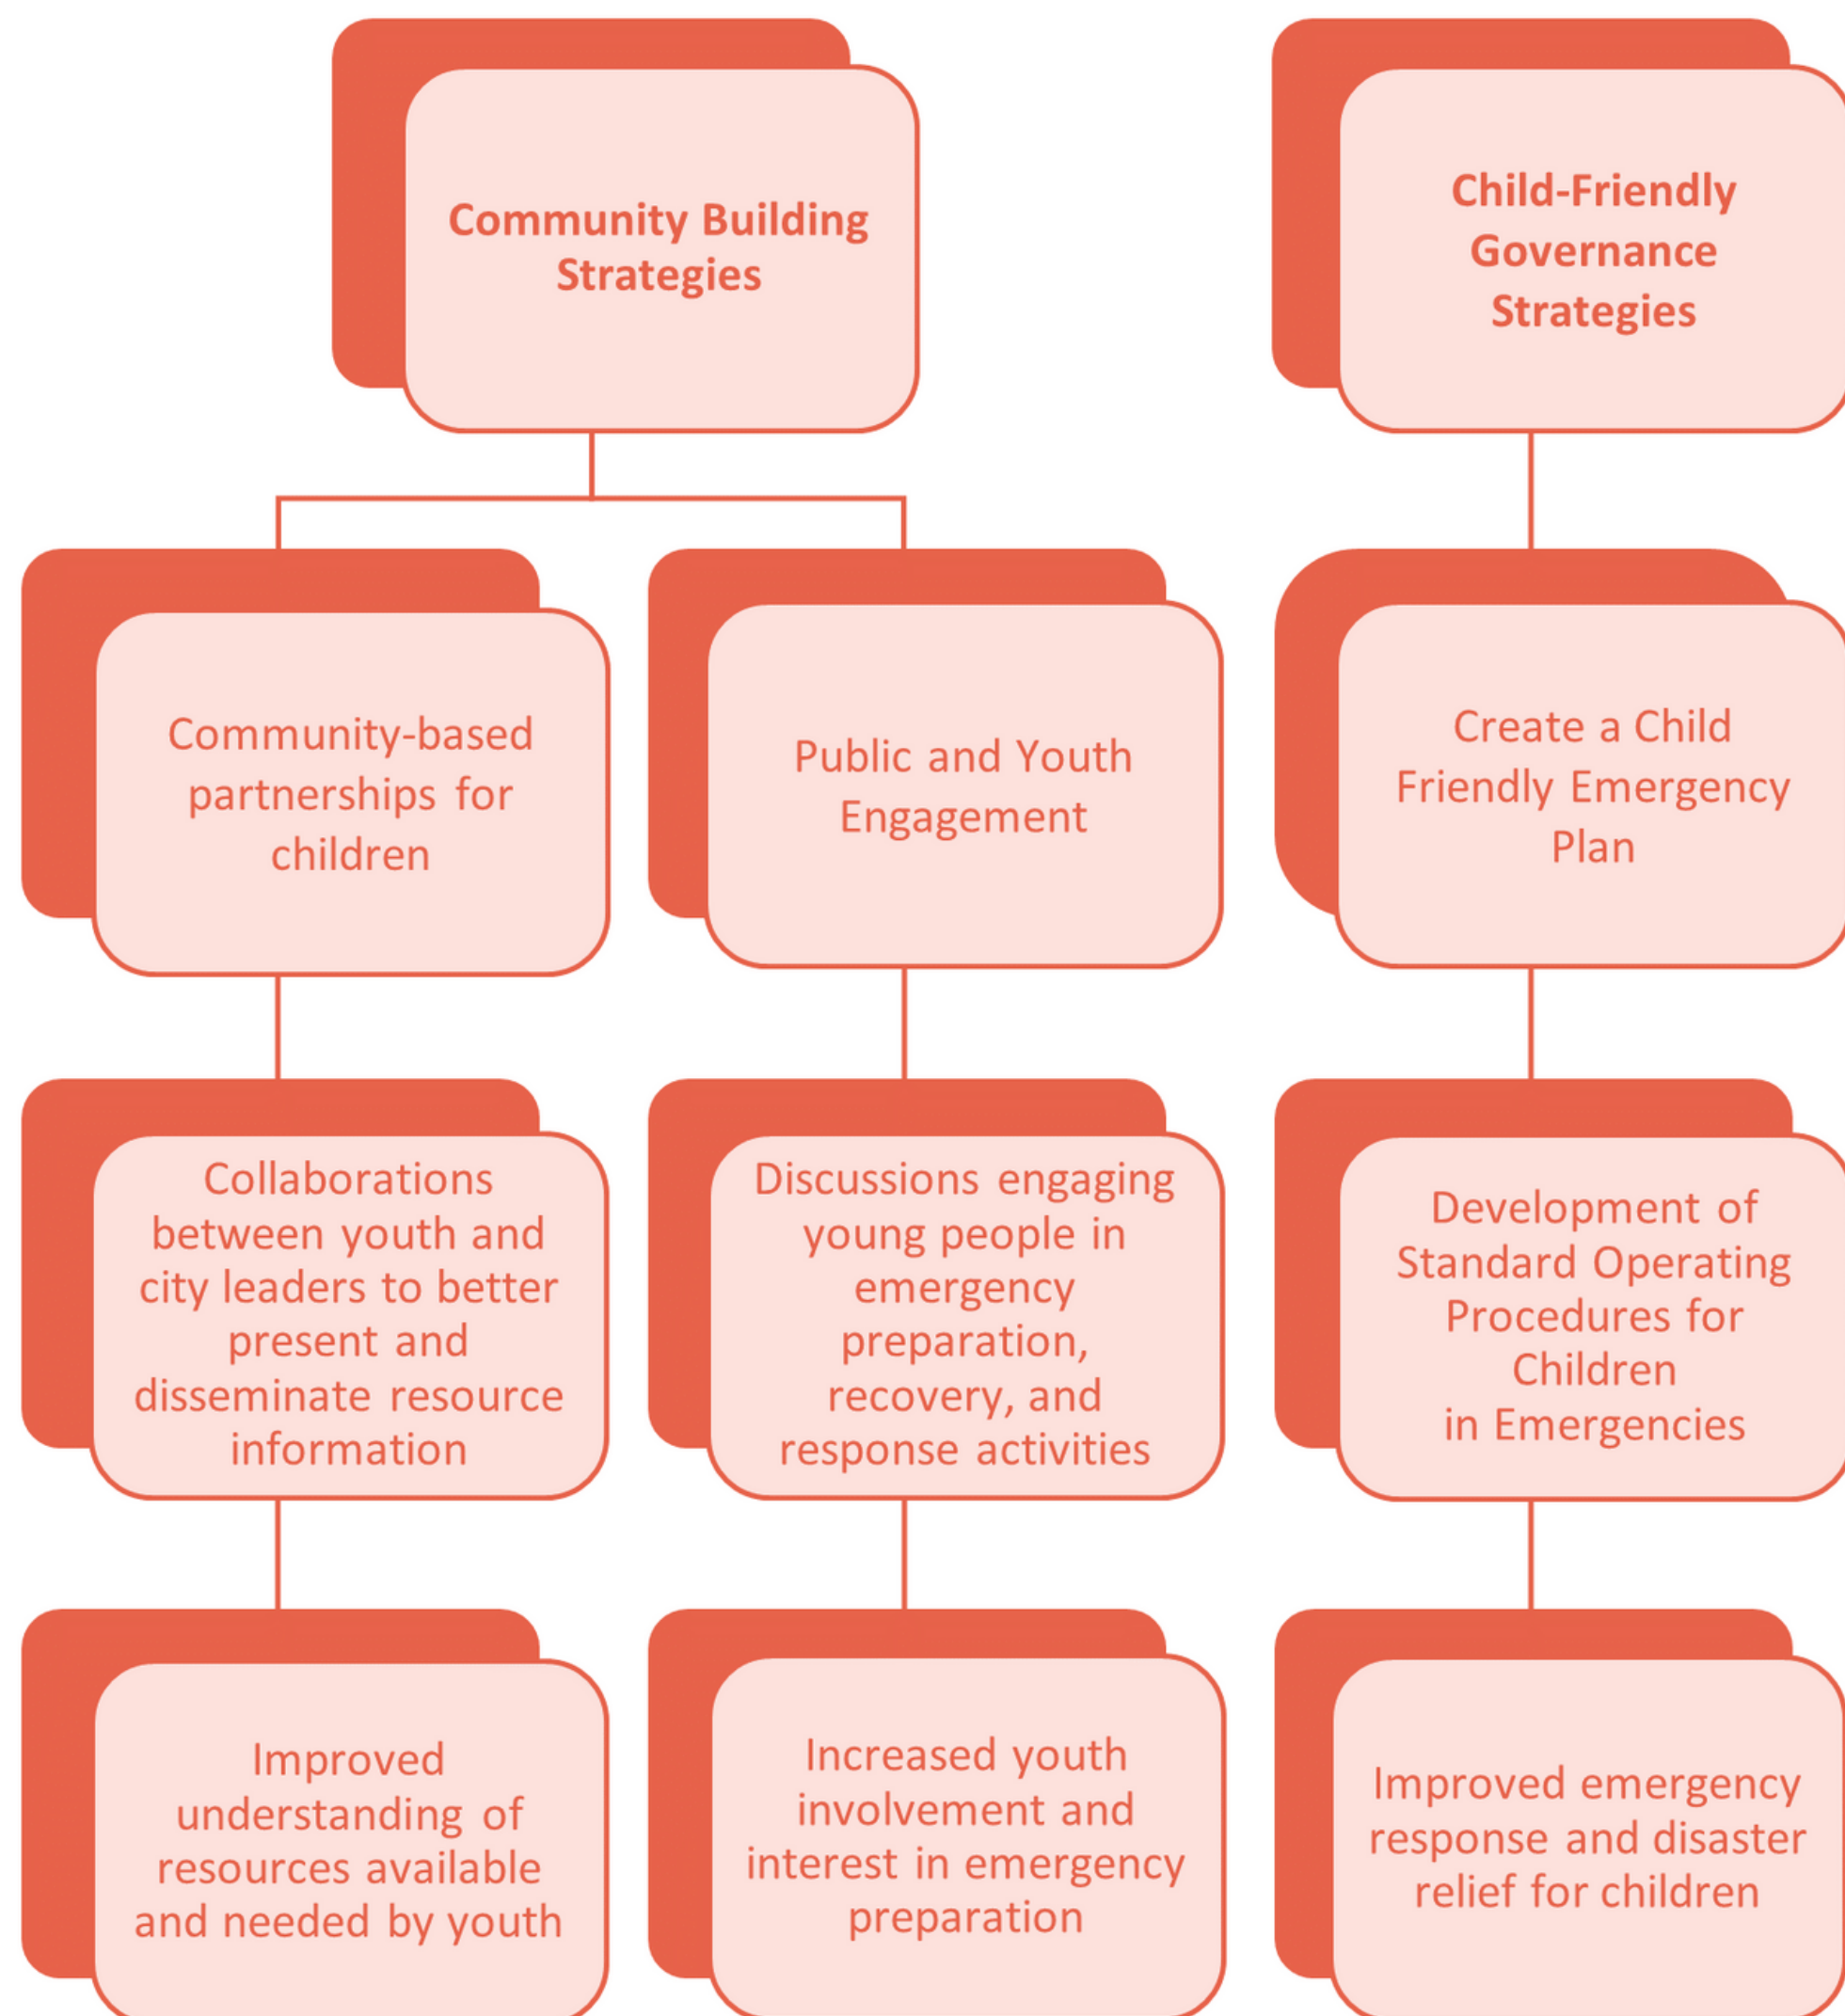 Community Building
Strategies
Child-Friendly
Governance
Strategies
Community-based
partnerships for
children
Public and Youth
Engagement
Create a Child
Friendly Emergency
Plan
Collaborations
between youth and
city leaders to better
present and
disseminate resource
information
Discussions engaging
young people in
emergency
preparation,
recovery, and
response activities
Development of
Standard Operating
Procedures for
Children
in Emergencies
Improved
understanding of
resources available
and needed by youth
Increased youth
involvement and
interest in emergency
preparation
Improved emergency
response and disaster
relief for children